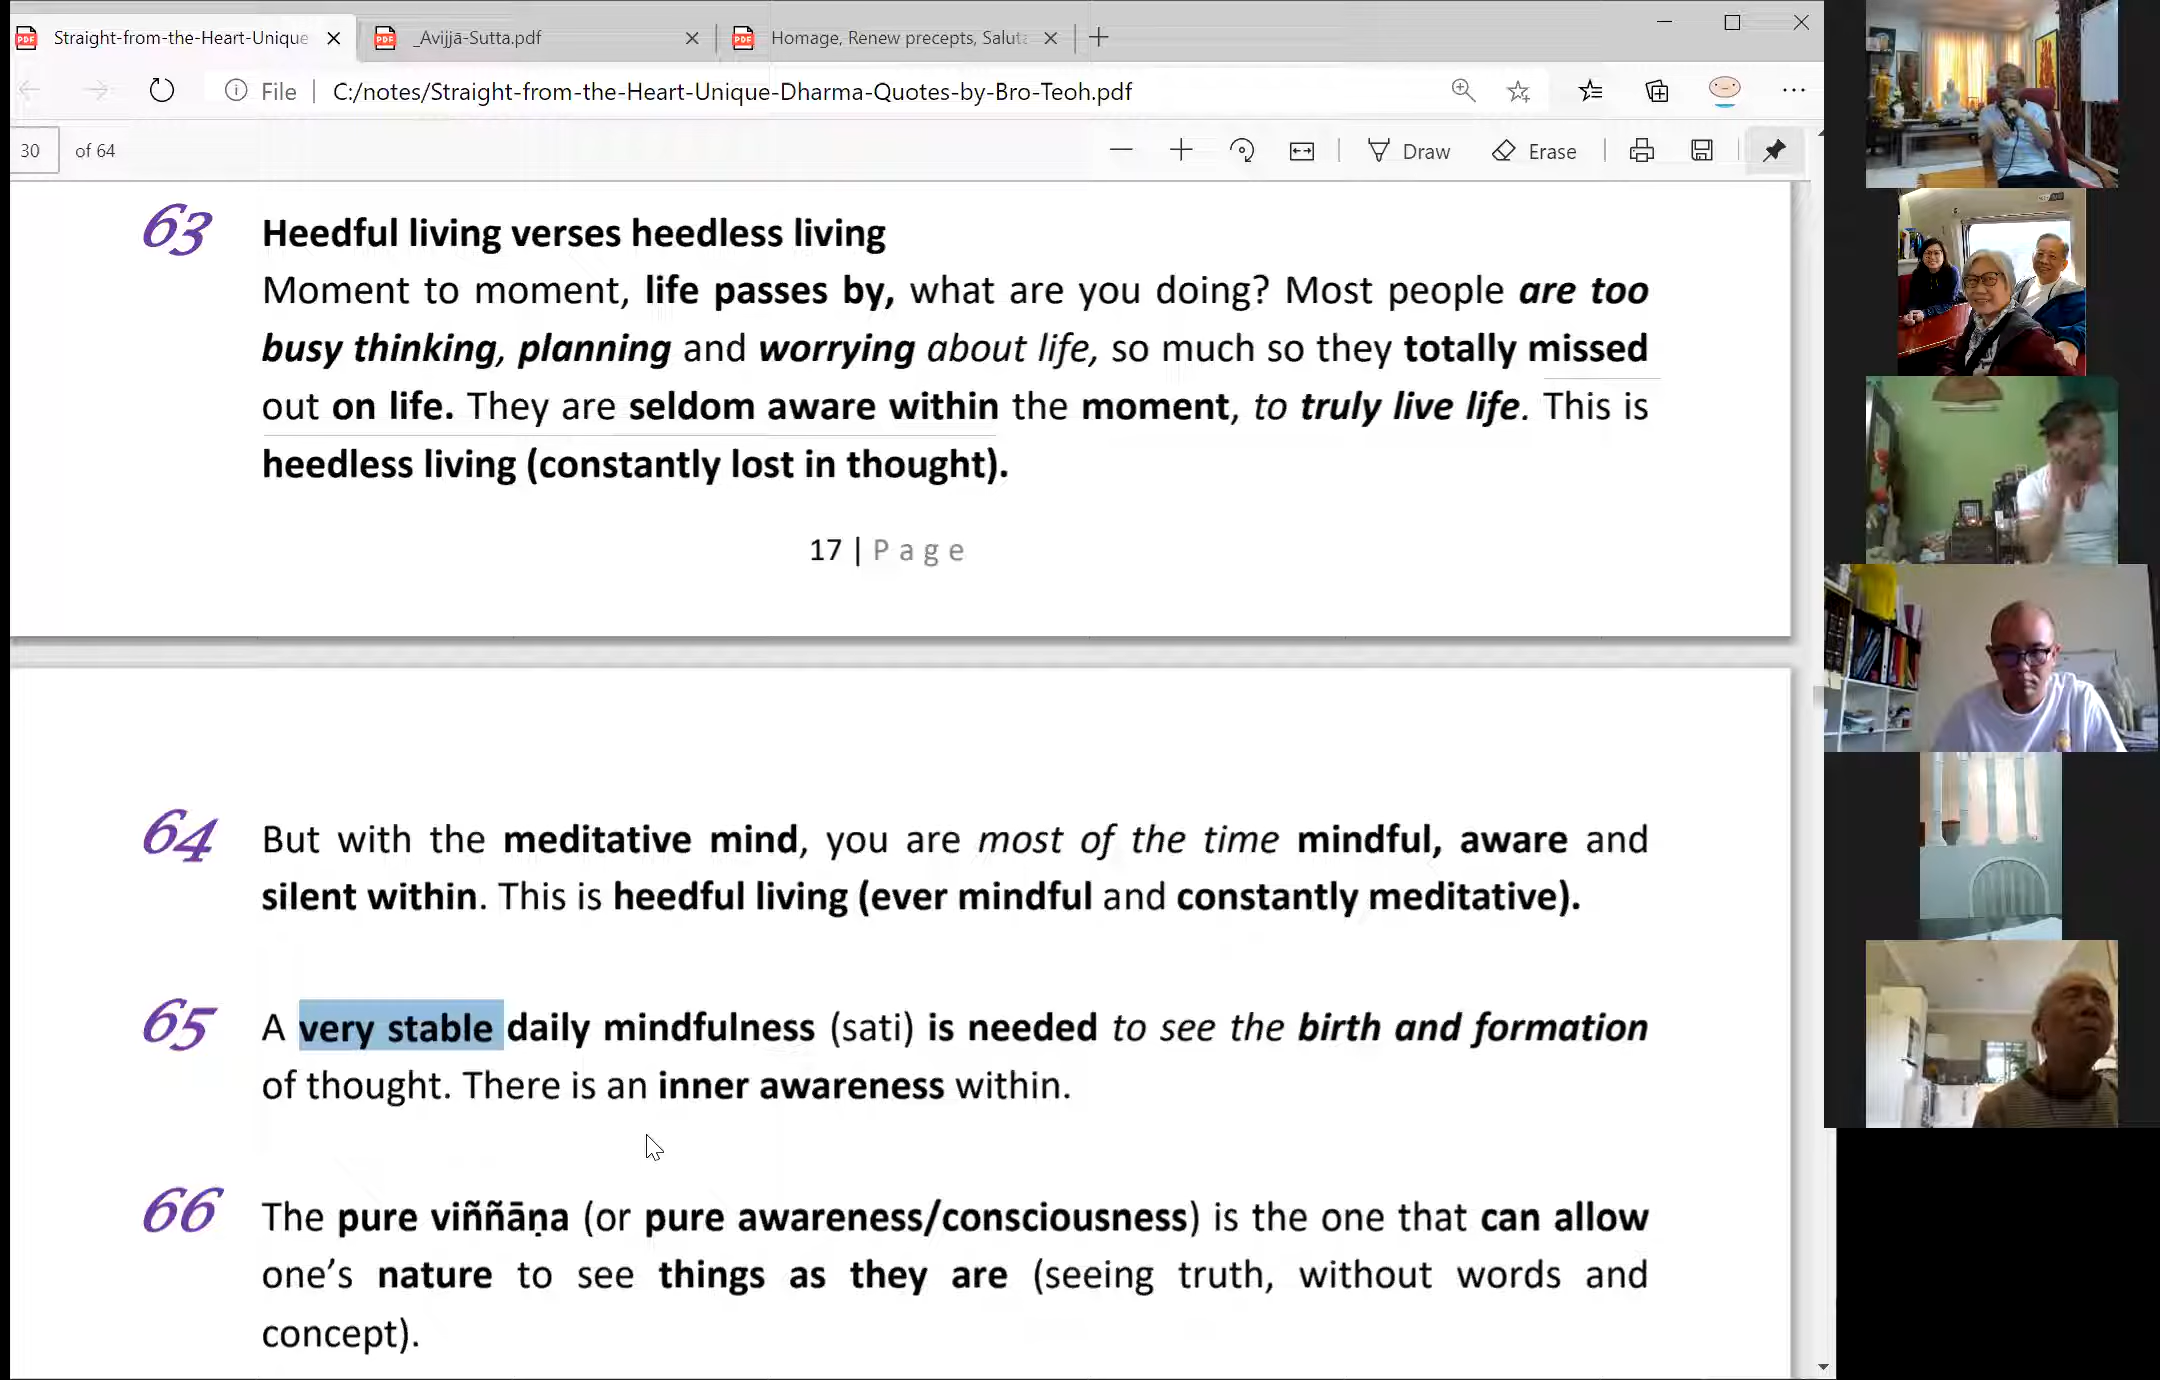 Straight-from-the-Heart-Unique
_Avijjā-Sutta.pdf
Homage, Renew precepts, Saluta
File
C:/notes/Straight-from-the-Heart-Unique-Dharma-Quotes-by-Bro-Teoh.pdf
30 of 64
Draw
Erase
63 Heedful living verses heedless living
Moment to moment, life passes by, what are you doing? Most people are too
busy thinking, planning and worrying about life, so much so they totally missed
out on life. They are seldom aware within the moment, to truly live life. This is
heedless living (constantly lost in thought).
17 | Page
64 But with the meditative mind, you are most of the time mindful, aware and
silent within. This is heedful living (ever mindful and constantly meditative).
65 A very stable daily mindfulness (sati) is needed to see the birth and formation
of thought. There is an inner awareness within.
66 The pure viññāṇa (or pure awareness/consciousness) is the one that can allow
one’s nature to see things as they are (seeing truth, without words and
concept).